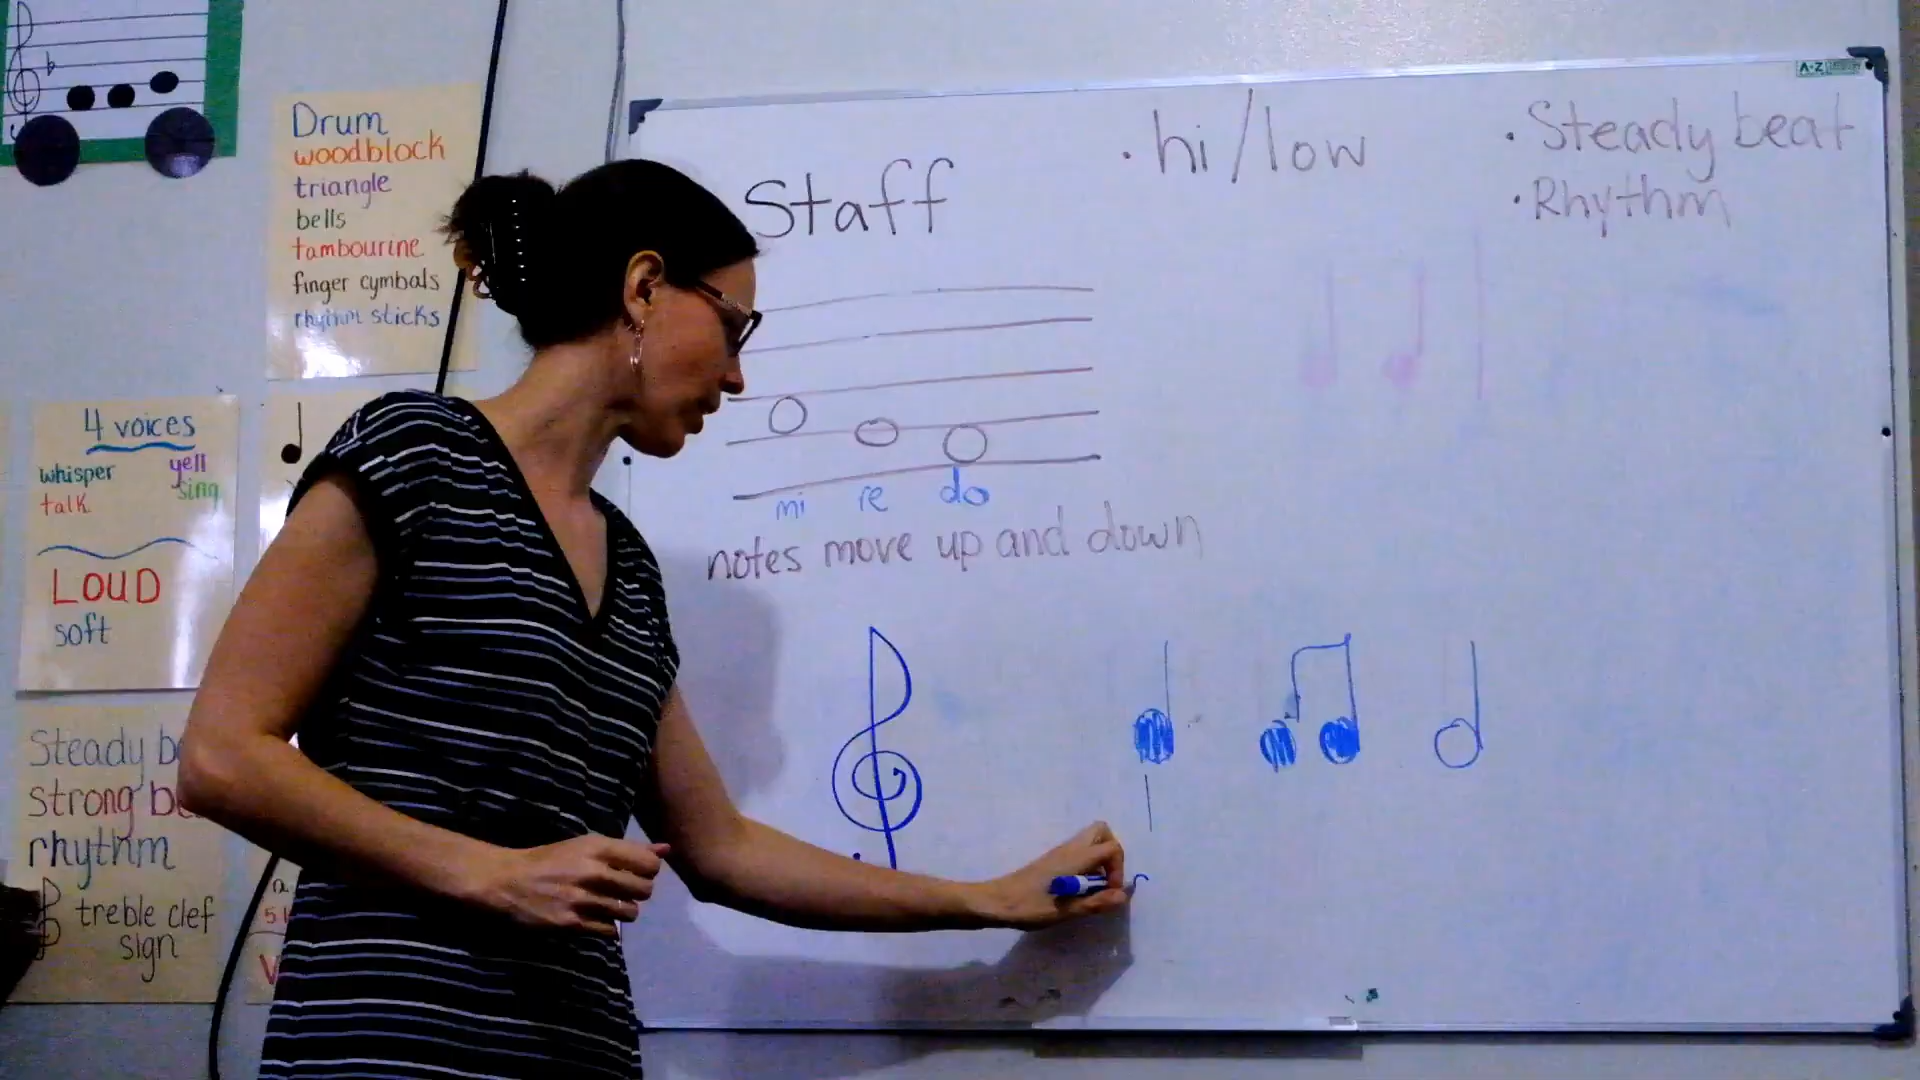 Drum
woodblock
triangle
bells
tambourine
finger cymbals
rhythm sticks
4 voices
whisper yell
talk sing
LOUD
soft
Steady
strong
rhythm
treble clef
sign
Staff
• hi/low
• Steady beat
• Rhythm
mi re do
notes move up and down
A-Z